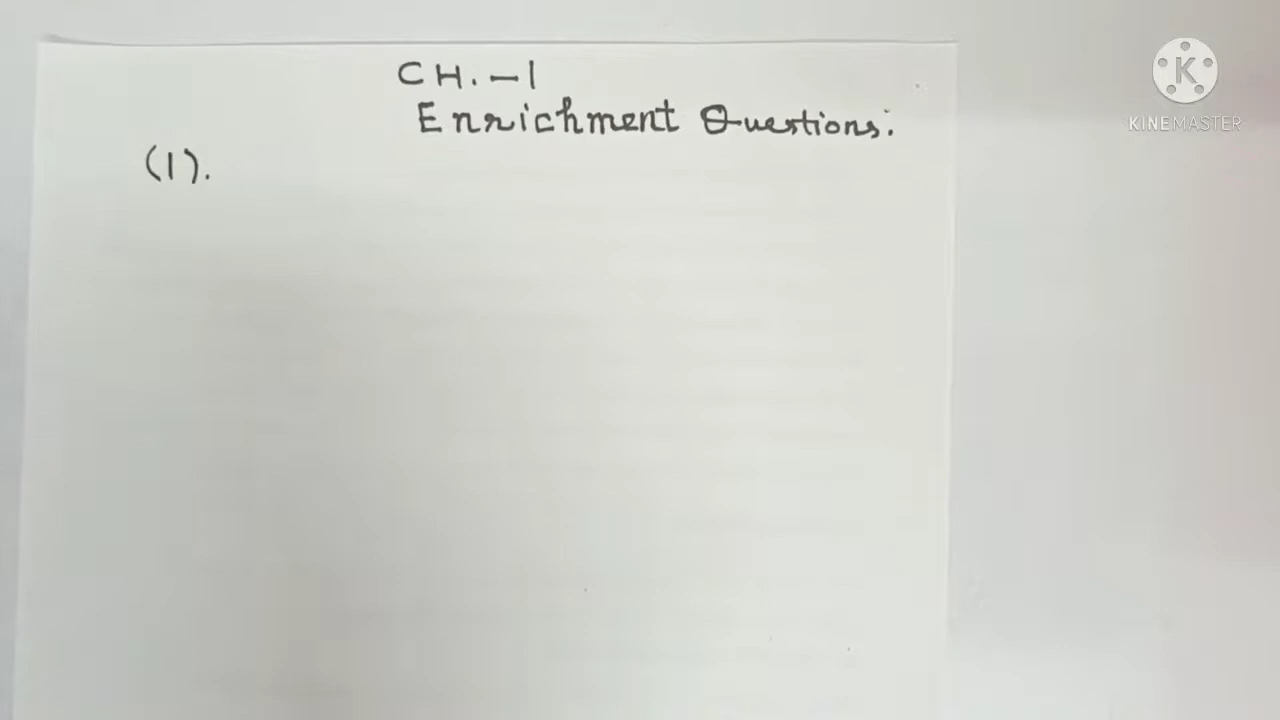 CH. - 1
Enrichment Questions:
(1).
K
KINEMASTER